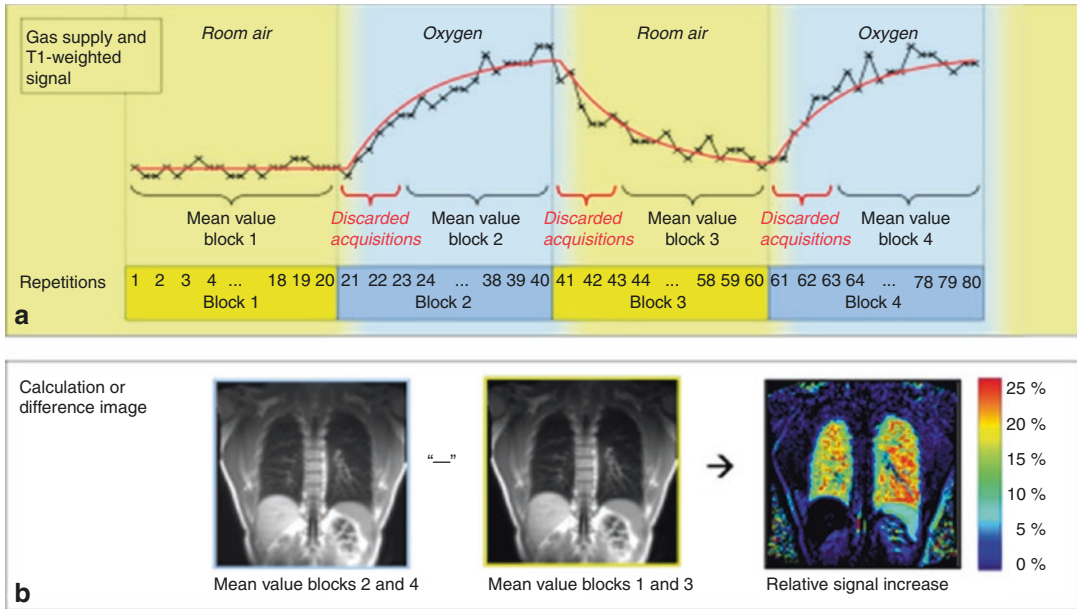 Gas supply and
T1-weighted
signal
Room air
Oxygen
Room air
Oxygen
Mean value
block 1
Discarded
acquisitions
Mean value
block 2
Discarded
acquisitions
Mean value
block 3
Discarded
acquisitions
Mean value
block 4
Repetitions
1 2 3 4 ... 18 19 20
21 22 23 24 ... 38 39 40
41 42 43 44 ... 58 59 60
61 62 63 64 ... 78 79 80
Block 1
Block 2
Block 3
Block 4
a
Calculation or
difference image
“—”
25 %
20 %
15 %
10 %
5 %
0 %
Mean value blocks 2 and 4
Mean value blocks 1 and 3
Relative signal increase
b